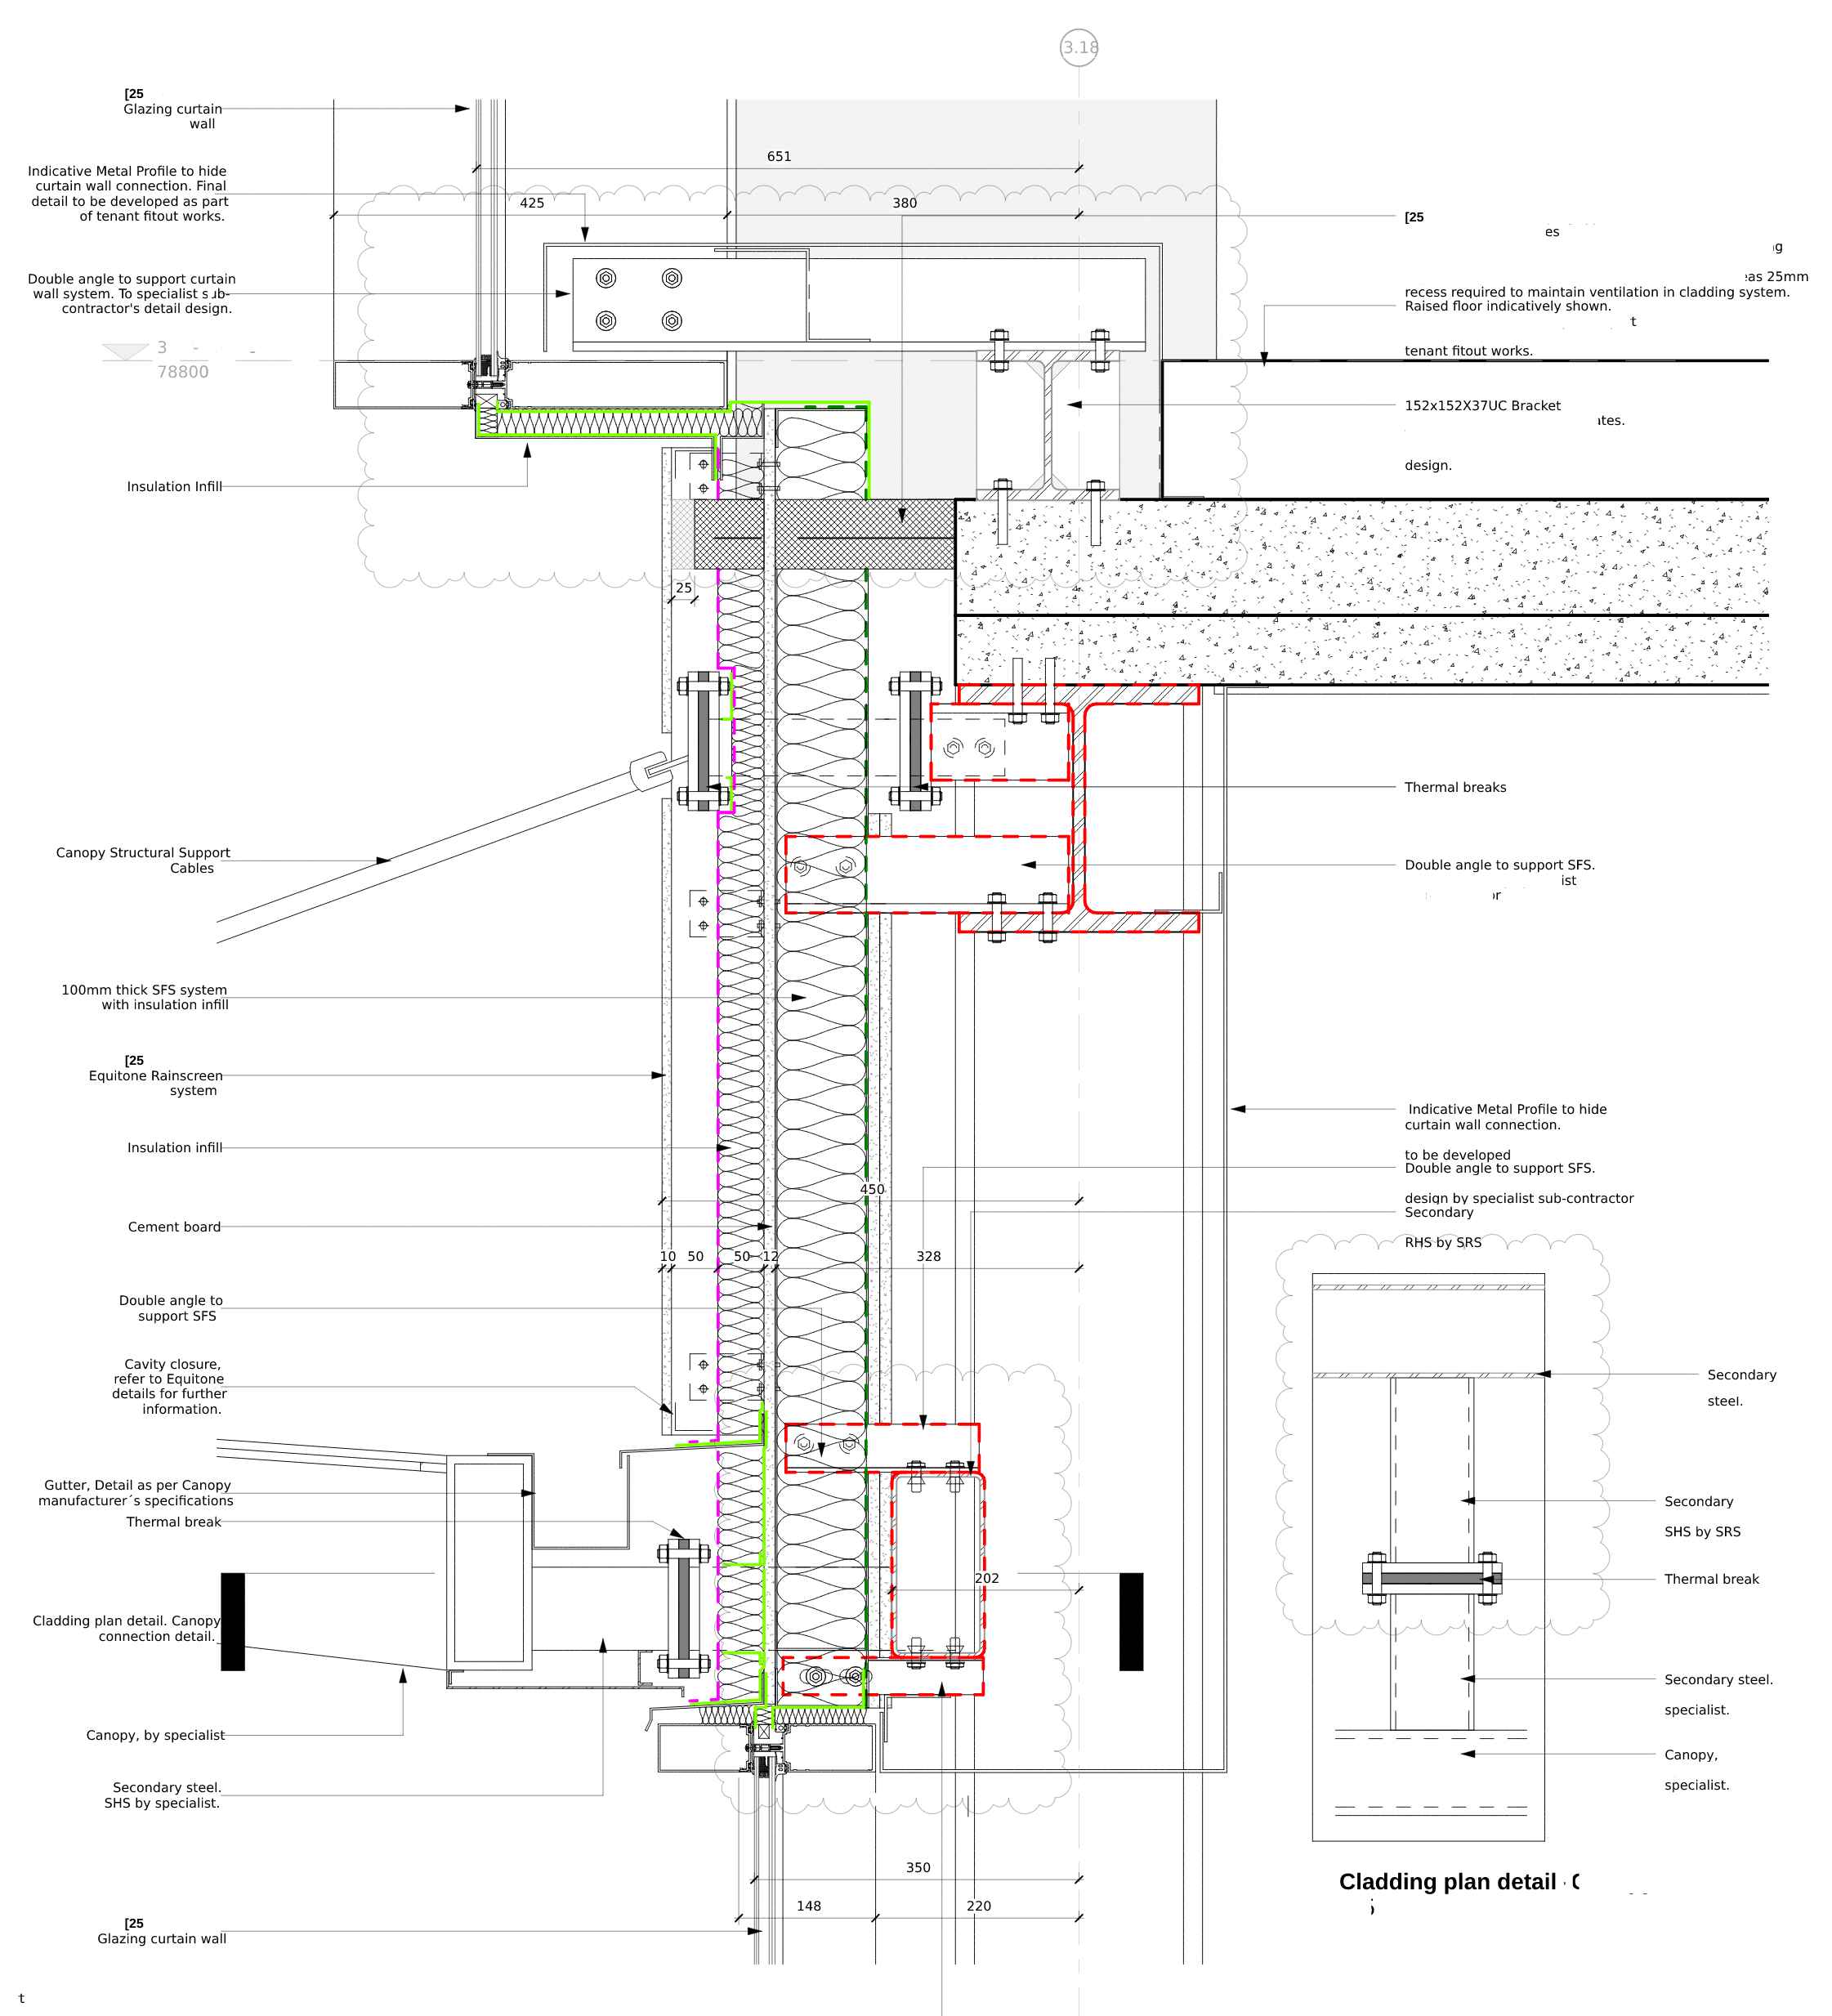 3.18
[25
Glazing curtain
wall
651
Indicative Metal Profile to hide
curtain wall connection. Final
detail to be developed as part
of tenant fitout works.
425
380
[25
es
eas 25mm
recess required to maintain ventilation in cladding system.
Raised floor indicatively shown.
t
tenant fitout works.
Double angle to support curtain
wall system. To specialist sub-
contractor's detail design.
3 - -
78800
152x152X37UC Bracket
ates.
design.
Insulation Infill
25
Thermal breaks
Canopy Structural Support
Cables
Double angle to support SFS.
ist
or
100mm thick SFS system
with insulation infill
[25
Equitone Rainscreen
system
Indicative Metal Profile to hide
curtain wall connection.
to be developed
Double angle to support SFS.
design by specialist sub-contractor
Secondary
RHS by SRS
Insulation infill
450
Cement board
10 50 50 12 328
Double angle to
support SFS
Cavity closure,
refer to Equitone
details for further
information.
Secondary
steel.
Gutter, Detail as per Canopy
manufacturer´s specifications
Thermal break
Secondary
SHS by SRS
202
Thermal break
Cladding plan detail. Canopy
connection detail.
Secondary steel.
specialist.
Canopy, by specialist
Canopy,
specialist.
Secondary steel.
SHS by specialist.
350
148
220
Cladding plan detail
[25
Glazing curtain wall
t